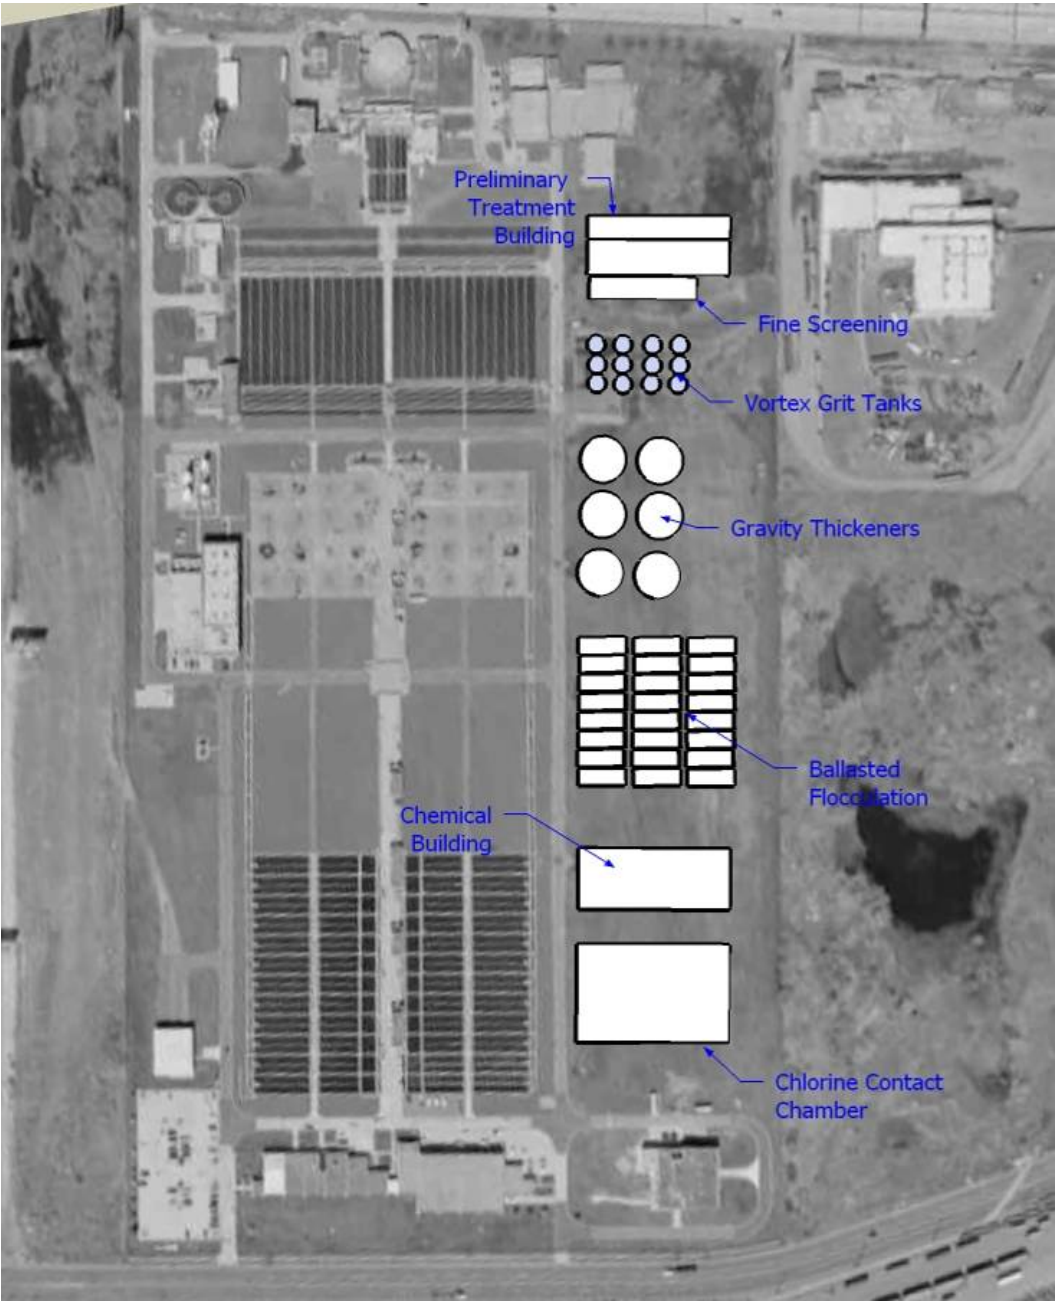 Preliminary
Treatment
Building
Fine Screening
Vortex Grit Tanks
Gravity Thickeners
Ballasted
Flocculation
Chemical
Building
Chlorine Contact
Chamber